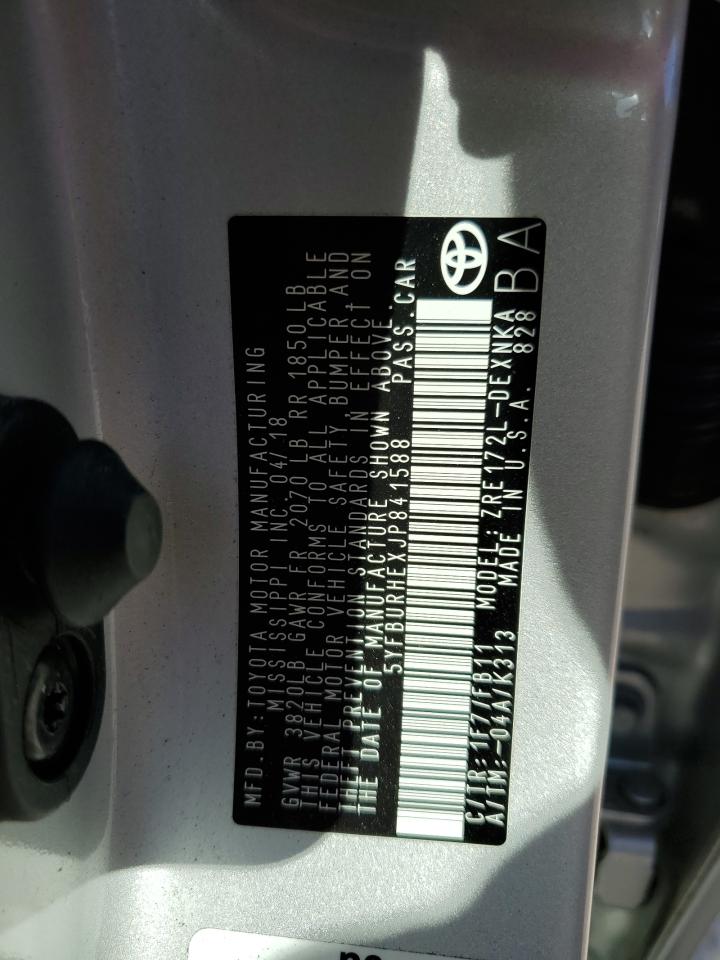 MFD.BY:TOYOTA MOTOR MANUFACTURING
MISSISSIPPI INC. 04/18
GVWR 3820LB GAWR FR 2070 LB RR 1850 LB
THIS VEHICLE CONFORMS TO ALL APPLICABLE
FEDERAL MOTOR VEHICLE SAFETY, BUMPER, AND
THEFT PREVENTION STANDARDS IN EFFECT ON
THE DATE OF MANUFACTURE SHOWN ABOVE.
5YFBURHEXJP841588 PASS.CAR
C/TR: 1F7/FB11 MODEL: ZRE172L-DEXNKA
A/TM:-04A/K313 MADE IN U.S.A. 828
BA